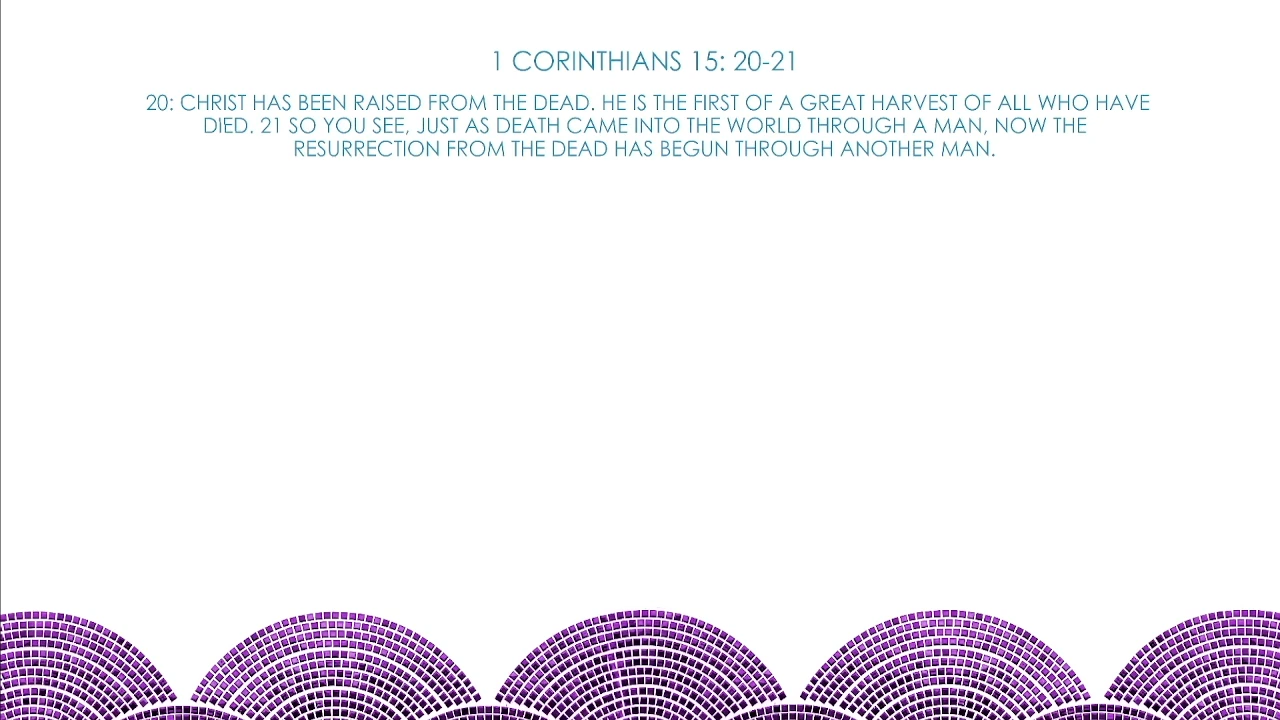 1 CORINTHIANS 15: 20-21
20: CHRIST HAS BEEN RAISED FROM THE DEAD. HE IS THE FIRST OF A GREAT HARVEST OF ALL WHO HAVE
DIED. 21 SO YOU SEE, JUST AS DEATH CAME INTO THE WORLD THROUGH A MAN, NOW THE
RESURRECTION FROM THE DEAD HAS BEGUN THROUGH ANOTHER MAN.